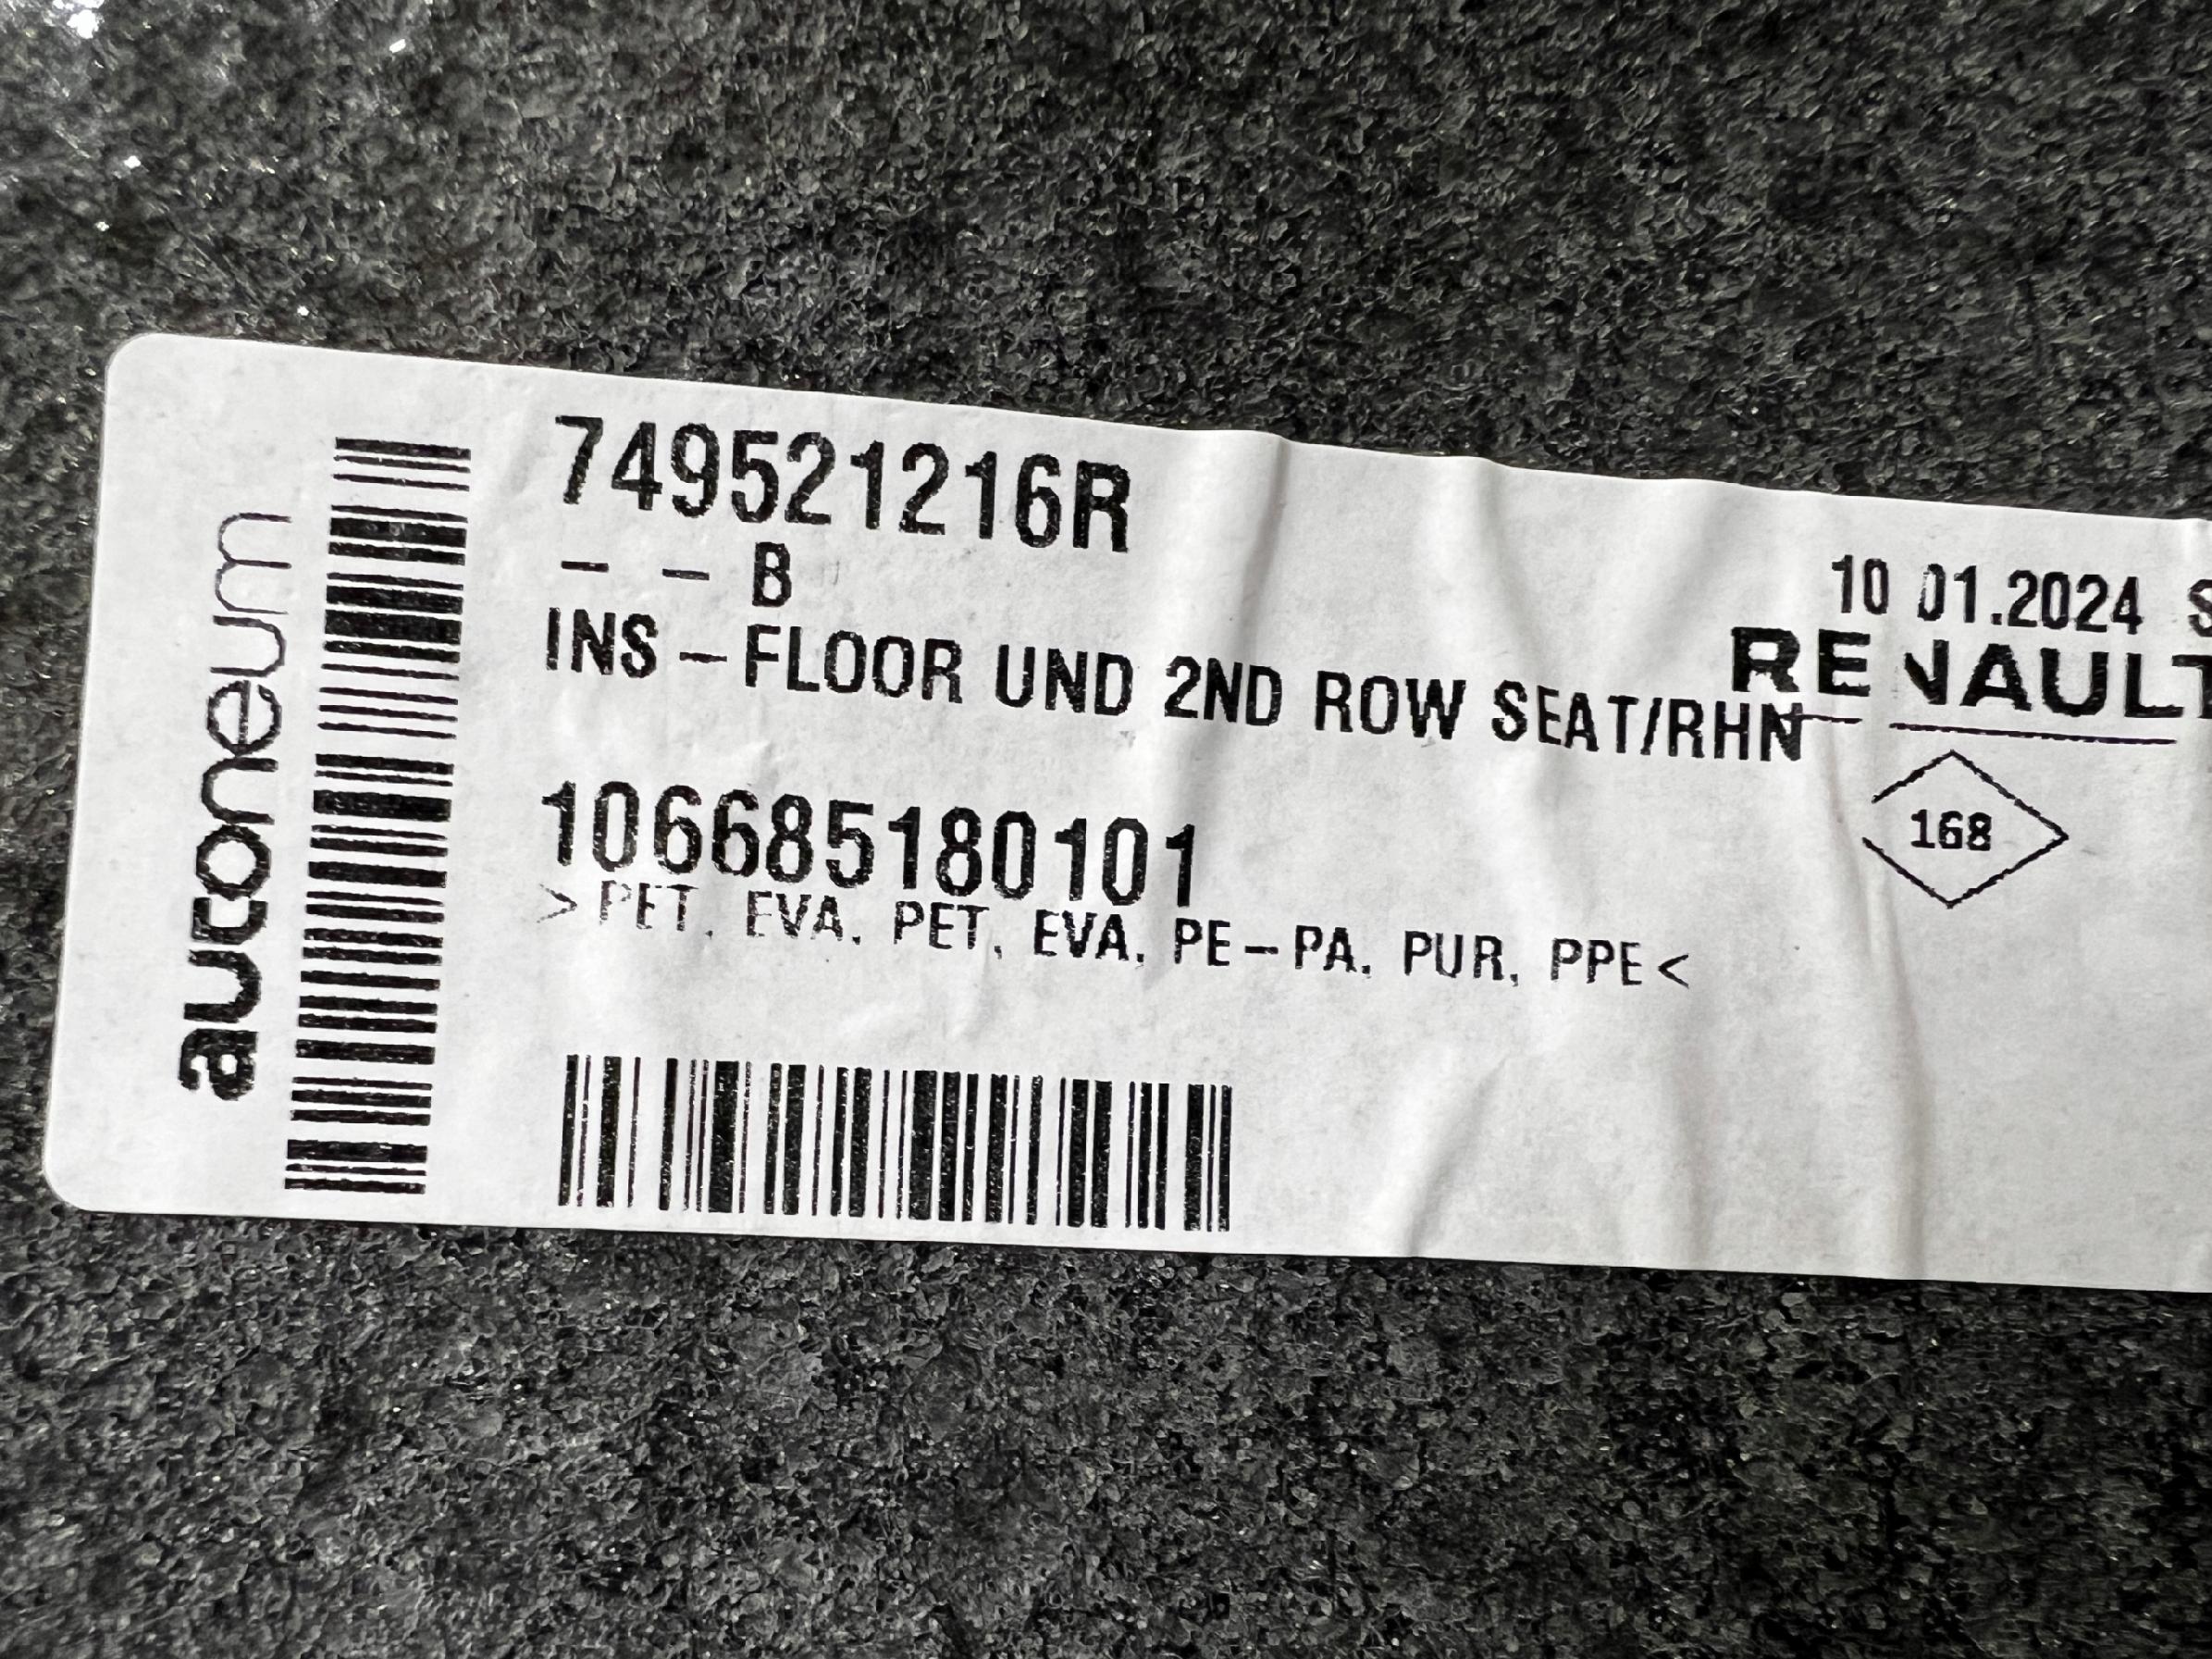 autoneum
749521216R
- - B
INS - FLOOR UND 2ND ROW SEAT/RHN
106685180101
>PET, EVA, PET, EVA, PE-PA, PUR, PPE<
10 01.2024 S
RENAULT
168